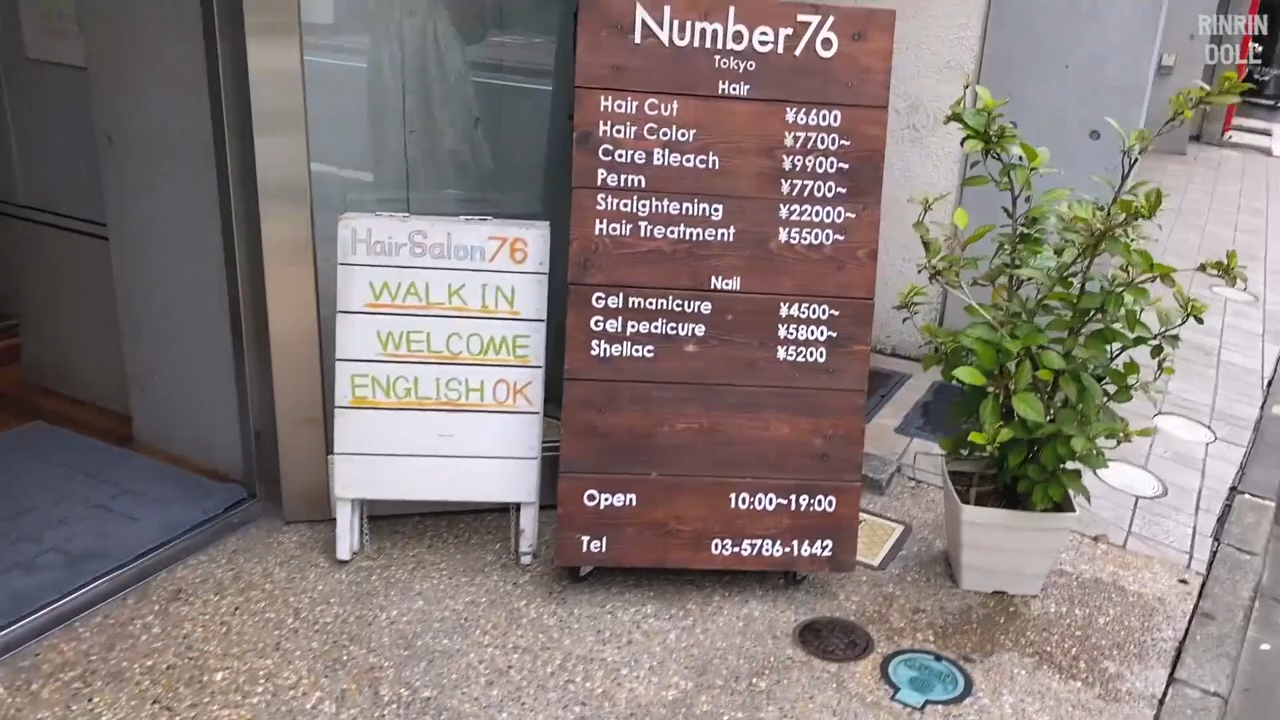 RINRIN
DOLL
Number76
Tokyo
Hair
Hair Cut ¥6600
Hair Color ¥7700~
Care Bleach ¥9900~
Perm ¥7700~
Straightening ¥22000~
Hair Treatment ¥5500~
Nail
Gel manicure ¥4500~
Gel pedicure ¥5800~
Shellac ¥5200
Open 10:00~19:00
Tel 03-5786-1642
HairSalon76
WALK IN
WELCOME
ENGLISH OK